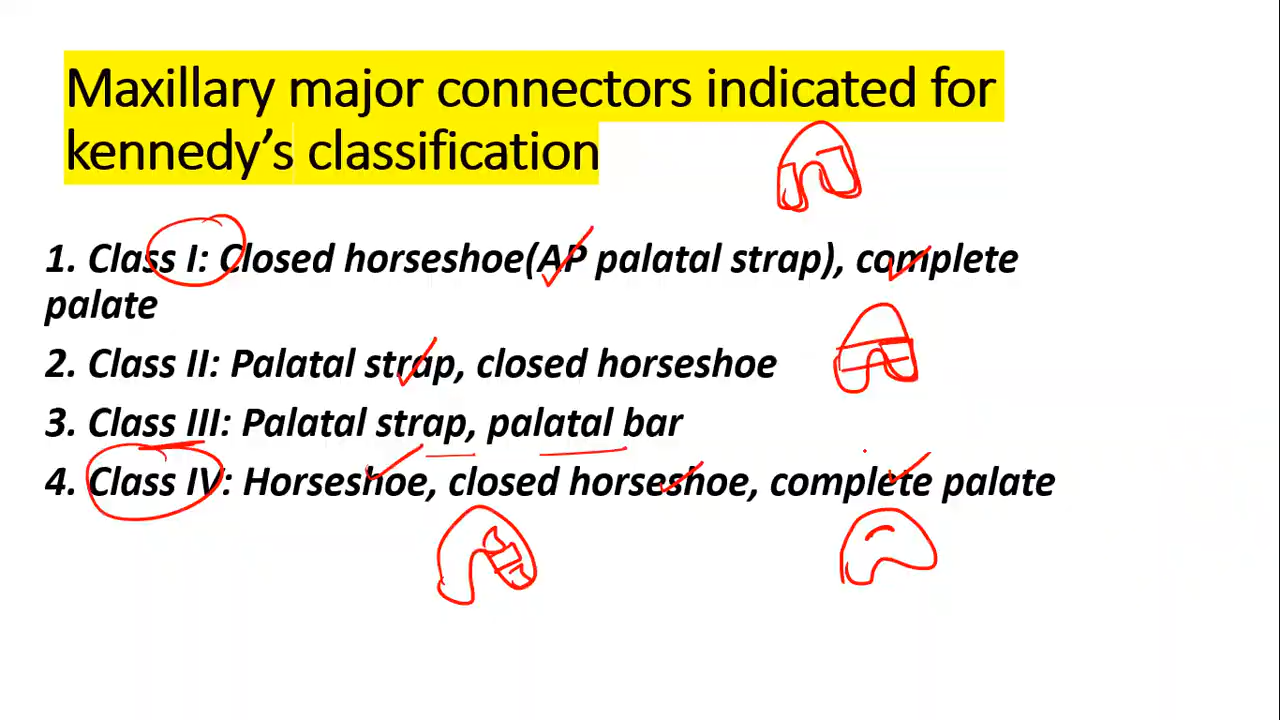 Maxillary major connectors indicated for
kennedy's classification
1. Class I: Closed horseshoe(AP palatal strap), complete
palate
2. Class II: Palatal strap, closed horseshoe
3. Class III: Palatal strap, palatal bar
4. Class IV: Horseshoe, closed horseshoe, complete palate